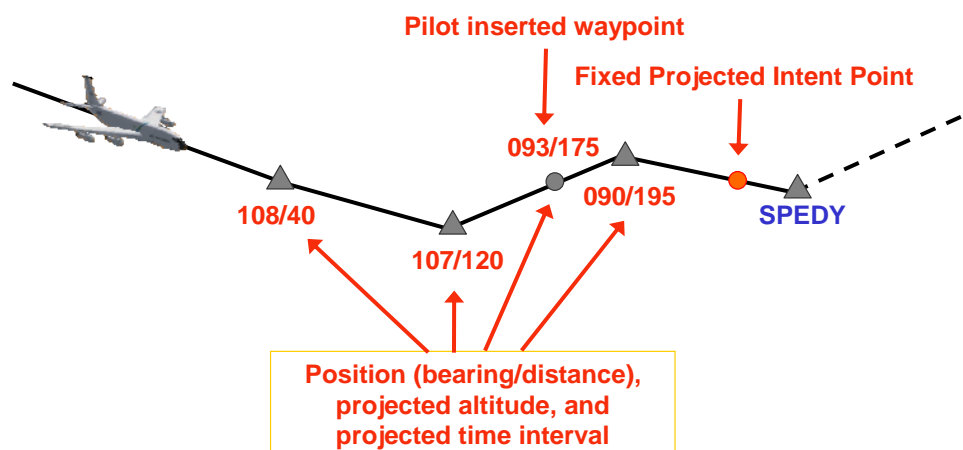 Pilot inserted waypoint
Fixed Projected Intent Point
093/175
108/40
090/195
SPEDY
107/120
Position (bearing/distance),
projected altitude, and
projected time interval